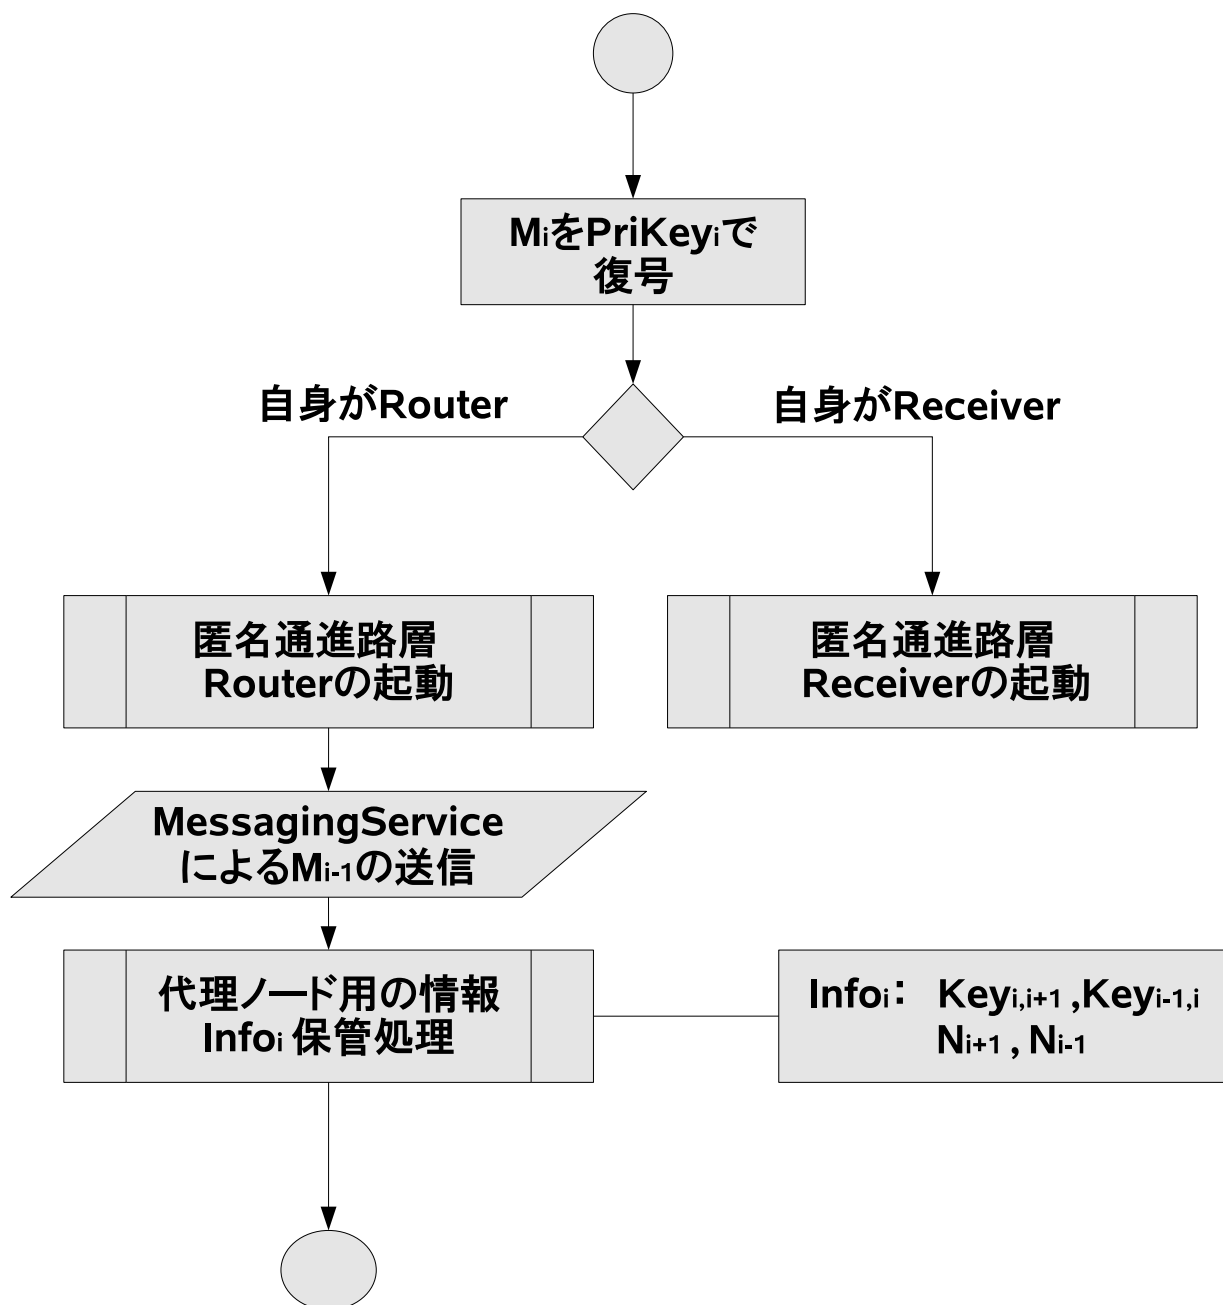 MiをPriKeyiで
復号
自身がRouter
自身がReceiver
匿名通進路層
Routerの起動
匿名通進路層
Receiverの起動
MessagingService
によるMi-1の送信
代理ノード用の情報
Infoi 保管処理
Infoi： Keyi,i+1 ,Keyi-1,i
Ni+1 , Ni-1